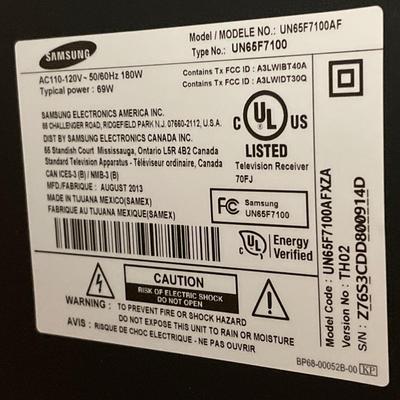 SAMSUNG
Model / MODELE NO.: UN65F7100AF
Type No.: UN65F7100
AC110-120V~ 50/60Hz 180W
Typical power : 69W
Contains Tx FCC ID : A3LWIBT40A
Contains Tx FCC ID : A3LWIDT30Q
SAMSUNG ELECTRONICS AMERICA INC.
85 CHALLENGER ROAD, RIDGEFIELD PARK N.J. 07660-2112, U.S.A.
DIST BY SAMSUNG ELECTRONICS CANADA INC.
55 Standish Court Mississauga, Ontario L5R 4B2 Canada
Standard Television Apparatus - Téléviseur ordinaire, Canada
CAN ICES-3 (B) / NMB-3 (B)
MFD/FABRIQUE : AUGUST 2013
MADE IN TIJUANA MEXICO(SAMEX)
FABRIQUE AU TIJUANA MEXIQUE(SAMEX)
C UL US
LISTED
Television Receiver
70FJ
FC Samsung
UN65F7100
C UL
Energy
Verified
CAUTION
RISK OF ELECTRIC SHOCK
DO NOT OPEN
WARNING : TO PREVENT FIRE OR SHOCK HAZARD
DO NOT EXPOSE THIS UNIT TO RAIN OR MOISTURE
AVIS : RISQUE DE CHOC ELECTRIQUE - NE PAS OUVRIR
Model Code : UN65F7100AFXZA
Version No : TH02
S/N : Z76S3CDD800914D
BP68-00052B-00 KP